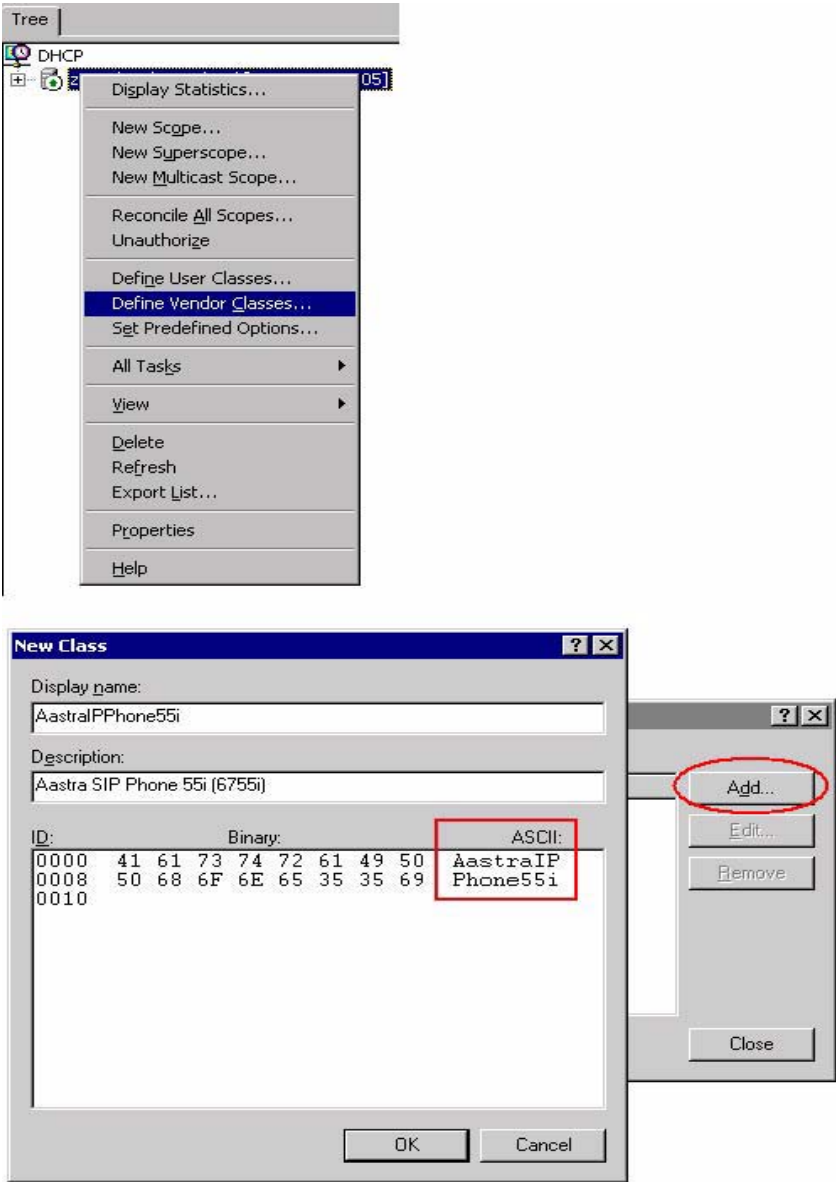 Tree
DHCP
z 05]
Display Statistics...
New Scope...
New Superscope...
New Multicast Scope...
Reconcile All Scopes...
Unauthorize
Define User Classes...
Define Vendor Classes...
Set Predefined Options...
All Tasks
View
Delete
Refresh
Export List...
Properties
Help
New Class
Display name:
AastraIPPhone55i
Description:
Aastra SIP Phone 55i (6755i)
ID: Binary: ASCII:
0000 41 61 73 74 72 61 49 50 AastraIP
0008 50 68 6F 6E 65 35 35 69 Phone55i
0010
OK Cancel
Add...
Edit...
Remove
Close